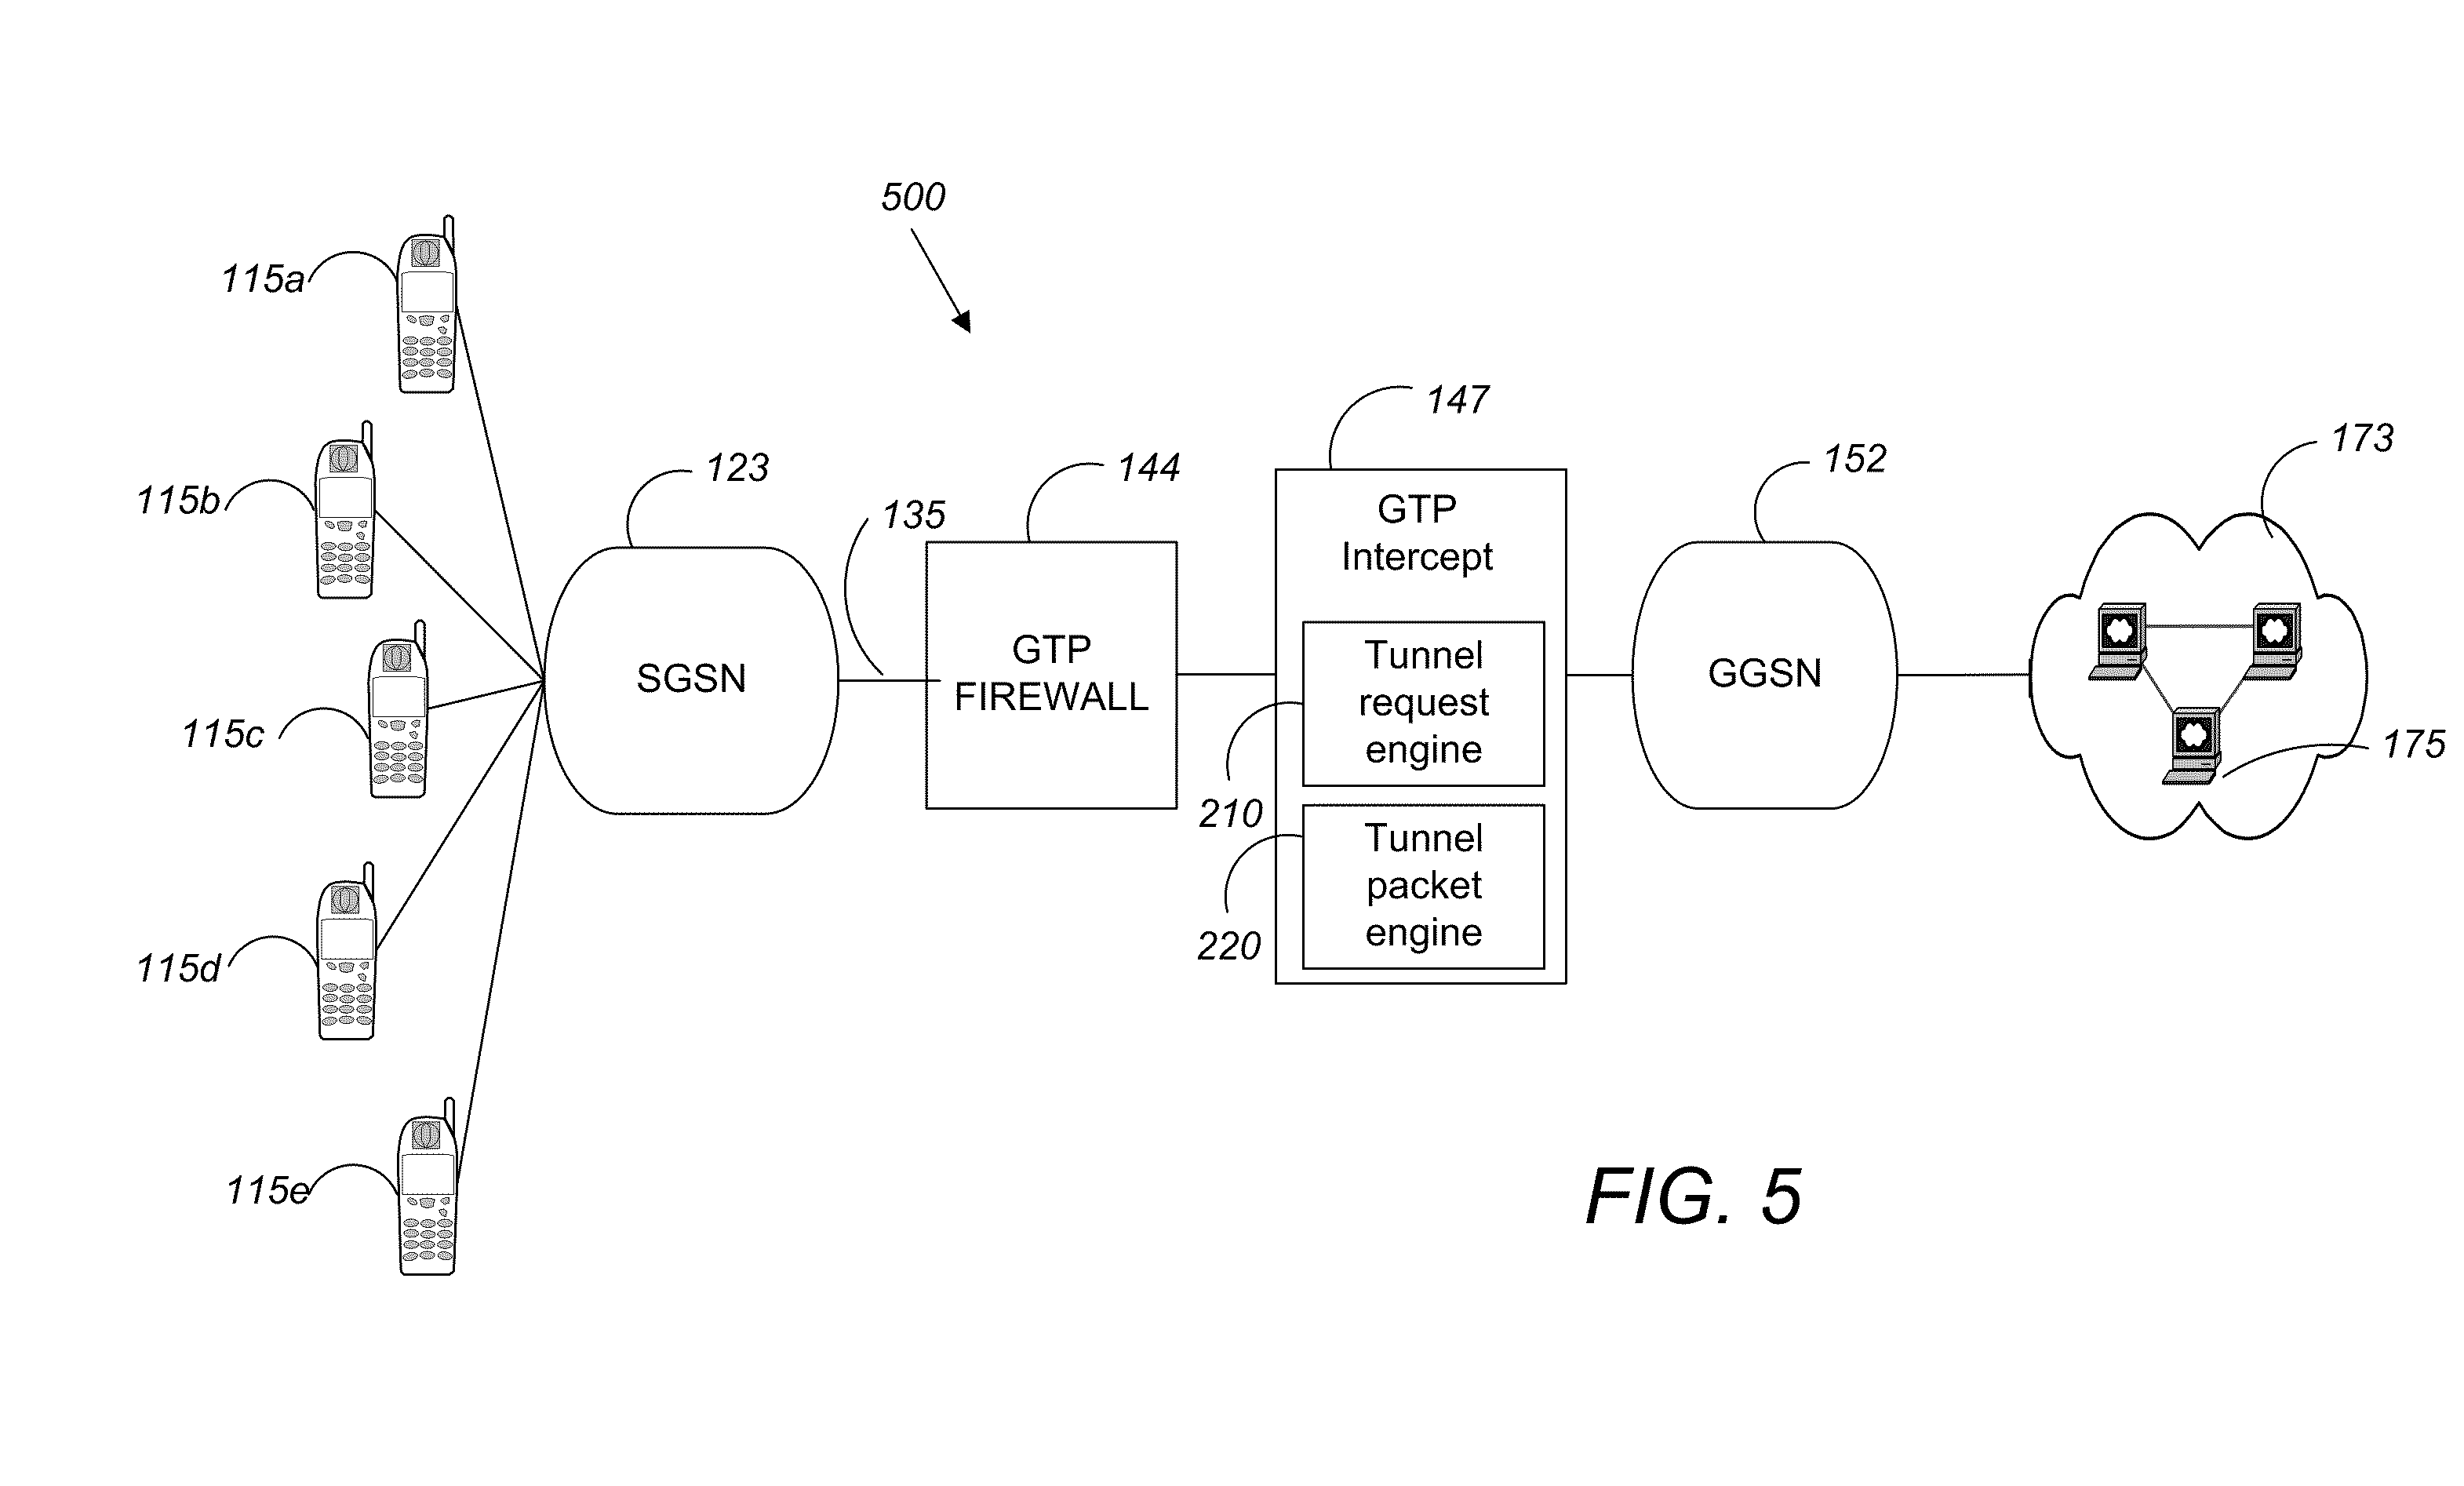 500
115a
147
173
123
144
152
115b
135
GTP
Intercept
GTP
FIREWALL
SGSN
Tunnel
request
engine
GGSN
115c
175
210
Tunnel
packet
engine
220
115d
115e
FIG. 5